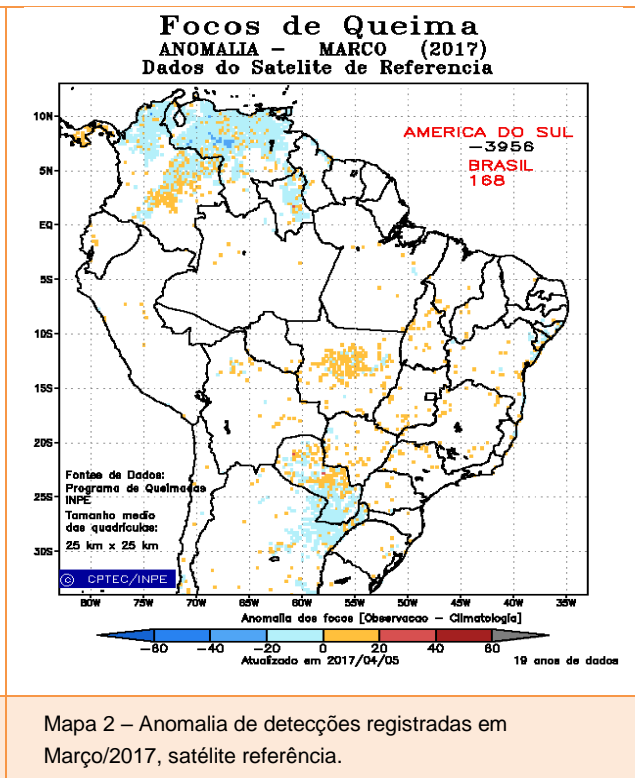 Focos de Queima
ANOMALIA – MARCO (2017)
Dados do Satelite de Referencia
10N
5N
EQ
5S
10S
15S
20S
25S
30S
AMERICA DO SUL
-3956
BRASIL
168
Fontes de Dados:
Programa de Queimadas
INPE
Tamanho medio
das quadrículas:
25 km x 25 km
© CPTEC/INPE
80W 75W 70W 65W 60W 55W 50W 45W 40W 35W
Anomalia dos focos [Observacao – Climatologia]
-60 -40 -20 0 20 40 60
Atualizado em 2017/04/05
19 anos de dados
Mapa 2 – Anomalia de detecções registradas em
Março/2017, satélite referência.